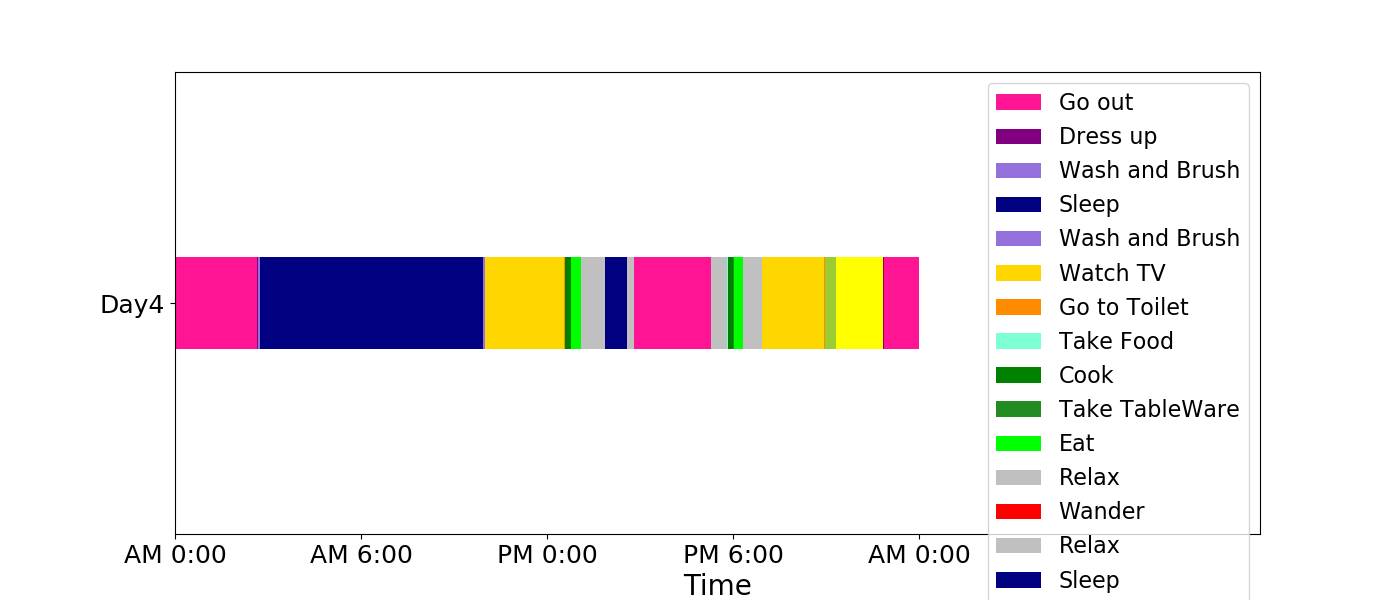 Go out
Dress up
Wash and Brush
Sleep
Wash and Brush
Watch TV
Go to Toilet
Take Food
Cook
Take TableWare
Eat
Relax
Wander
Relax
Sleep
Day4
AM 0:00 AM 6:00 PM 0:00 PM 6:00 AM 0:00
Time